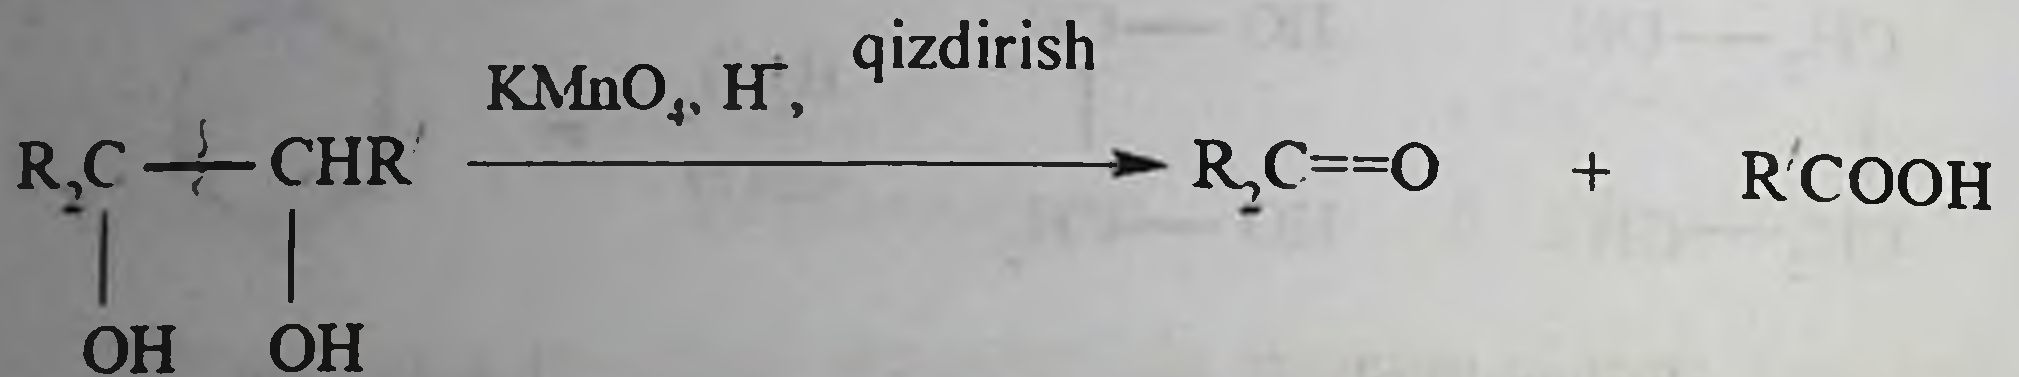 qizdirish
KMnO₄, H⁺,
R₂C — CHR′ → R₂C==O + R′COOH
OH OH